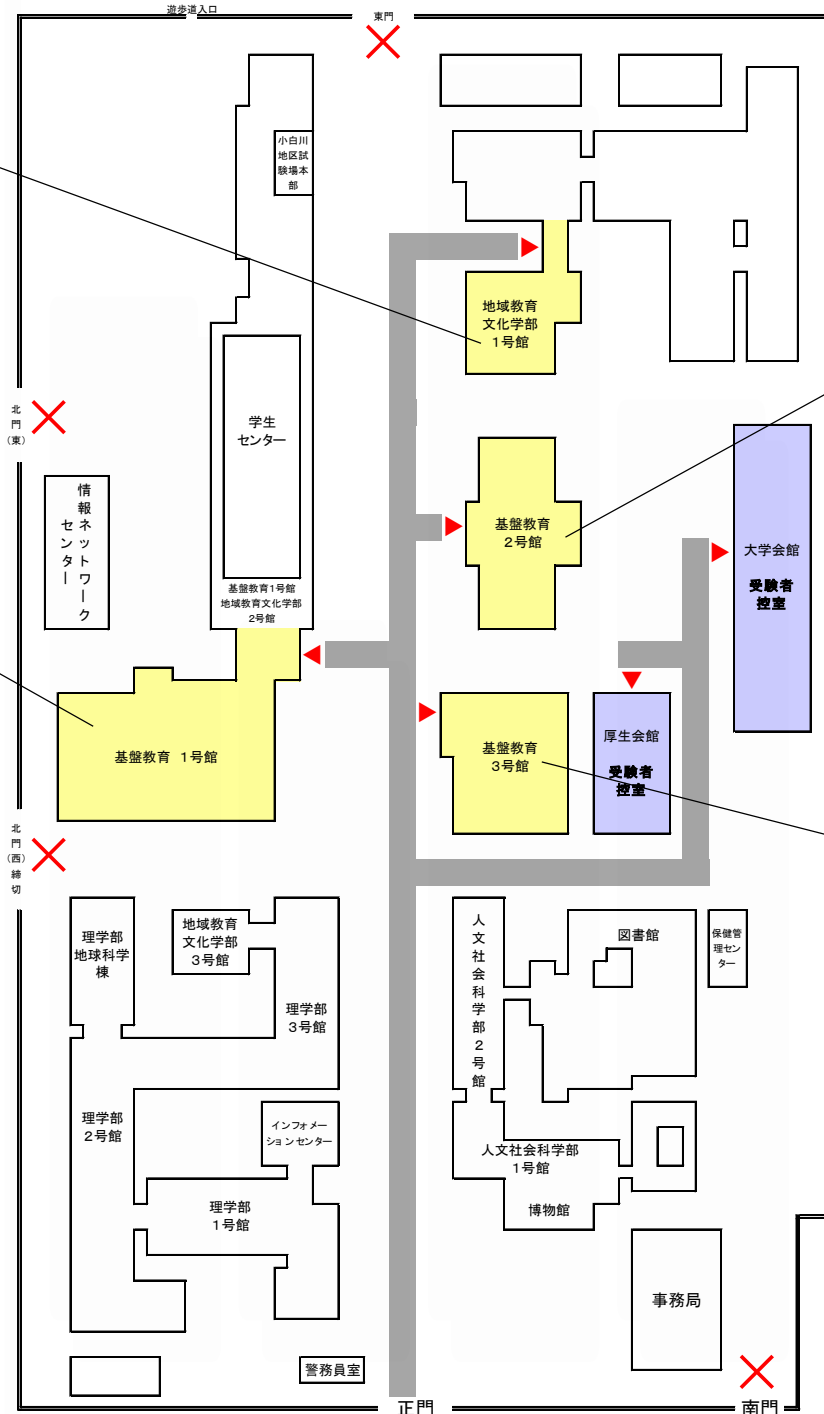 遊歩道入口
東門
小白川
地区試
験場本
部
地域教育
文化学部
1号館
北
門
(東)
学生
センター
情報ネットワーク
センター
基盤教育
2号館
大学会館
受験者
控室
基盤教育1号館
地域教育文化学部
2号館
基盤教育 1号館
基盤教育
3号館
厚生会館
受験者
控室
北
門
(西)
締
切
理学部
地球科学
棟
地域教育
文化学部
3号館
理学部
3号館
人文社会科学部2号館
図書館
保健管
理セン
ター
理学部
2号館
インフォメー
ションセンター
人文社会科学部
1号館
理学部
1号館
博物館
事務局
警務員室
正門
南門